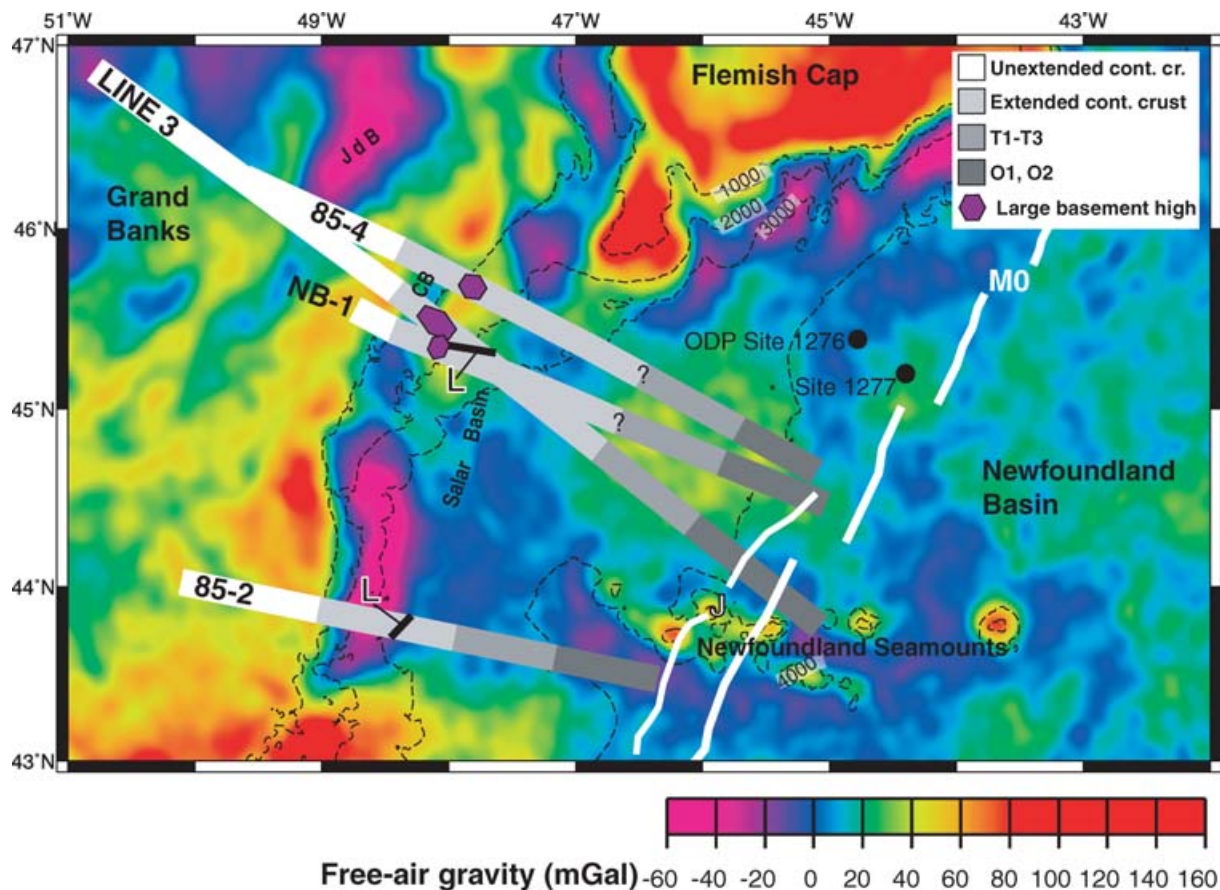 51˚W 49˚W 47˚W 45˚W 43˚W
47˚N
46˚N
45˚N
44˚N
43˚N
LINE 3
J d B
Flemish Cap
Unextended cont. cr.
Extended cont. crust
T1-T3
O1, O2
Large basement high
Grand
Banks
85-4
1000
2000
3000
CB
NB-1
M0
ODP Site 1276
Site 1277
L
?
?
Salar Basin
Newfoundland
Basin
85-2
L
J
Newfoundland Seamounts
4000
Free-air gravity (mGal) -60 -40 -20 0 20 40 60 80 100 120 140 160